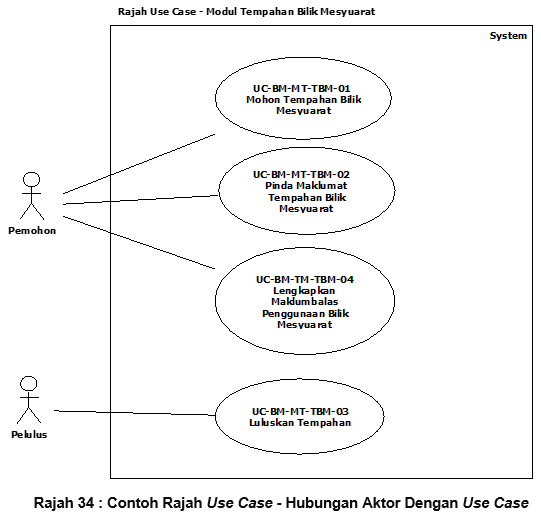 Rajah Use Case - Modul Tempahan Bilik Mesyuarat
System
UC-BM-MT-TBM-01
Mohon Tempahan Bilik
Mesyuarat
UC-BM-MT-TBM-02
Pinda Maklumat
Tempahan Bilik
Mesyuarat
Pemohon
UC-BM-TM-TBM-04
Lengkapkan
Maklumbalas
Penggunaan Bilik
Mesyuarat
UC-BM-MT-TBM-03
Luluskan Tempahan
Pelulus
Rajah 34 : Contoh Rajah Use Case - Hubungan Aktor Dengan Use Case